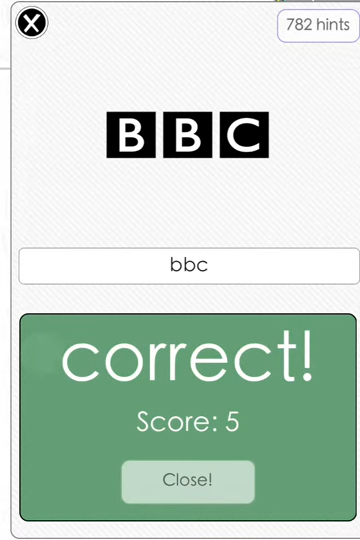 X
782 hints
BBC
bbc
correct!
Score: 5
Close!